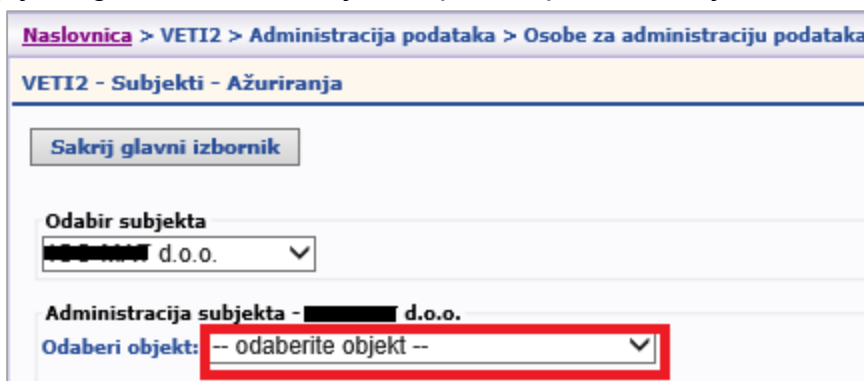 Naslovnica > VETI2 > Administracija podataka > Osobe za administraciju podataka
VETI2 - Subjekti - Ažuriranja
Sakrij glavni izbornik
Odabir subjekta
d.o.o.
Administracija subjekta - d.o.o.
Odaberi objekt: -- odaberite objekt --